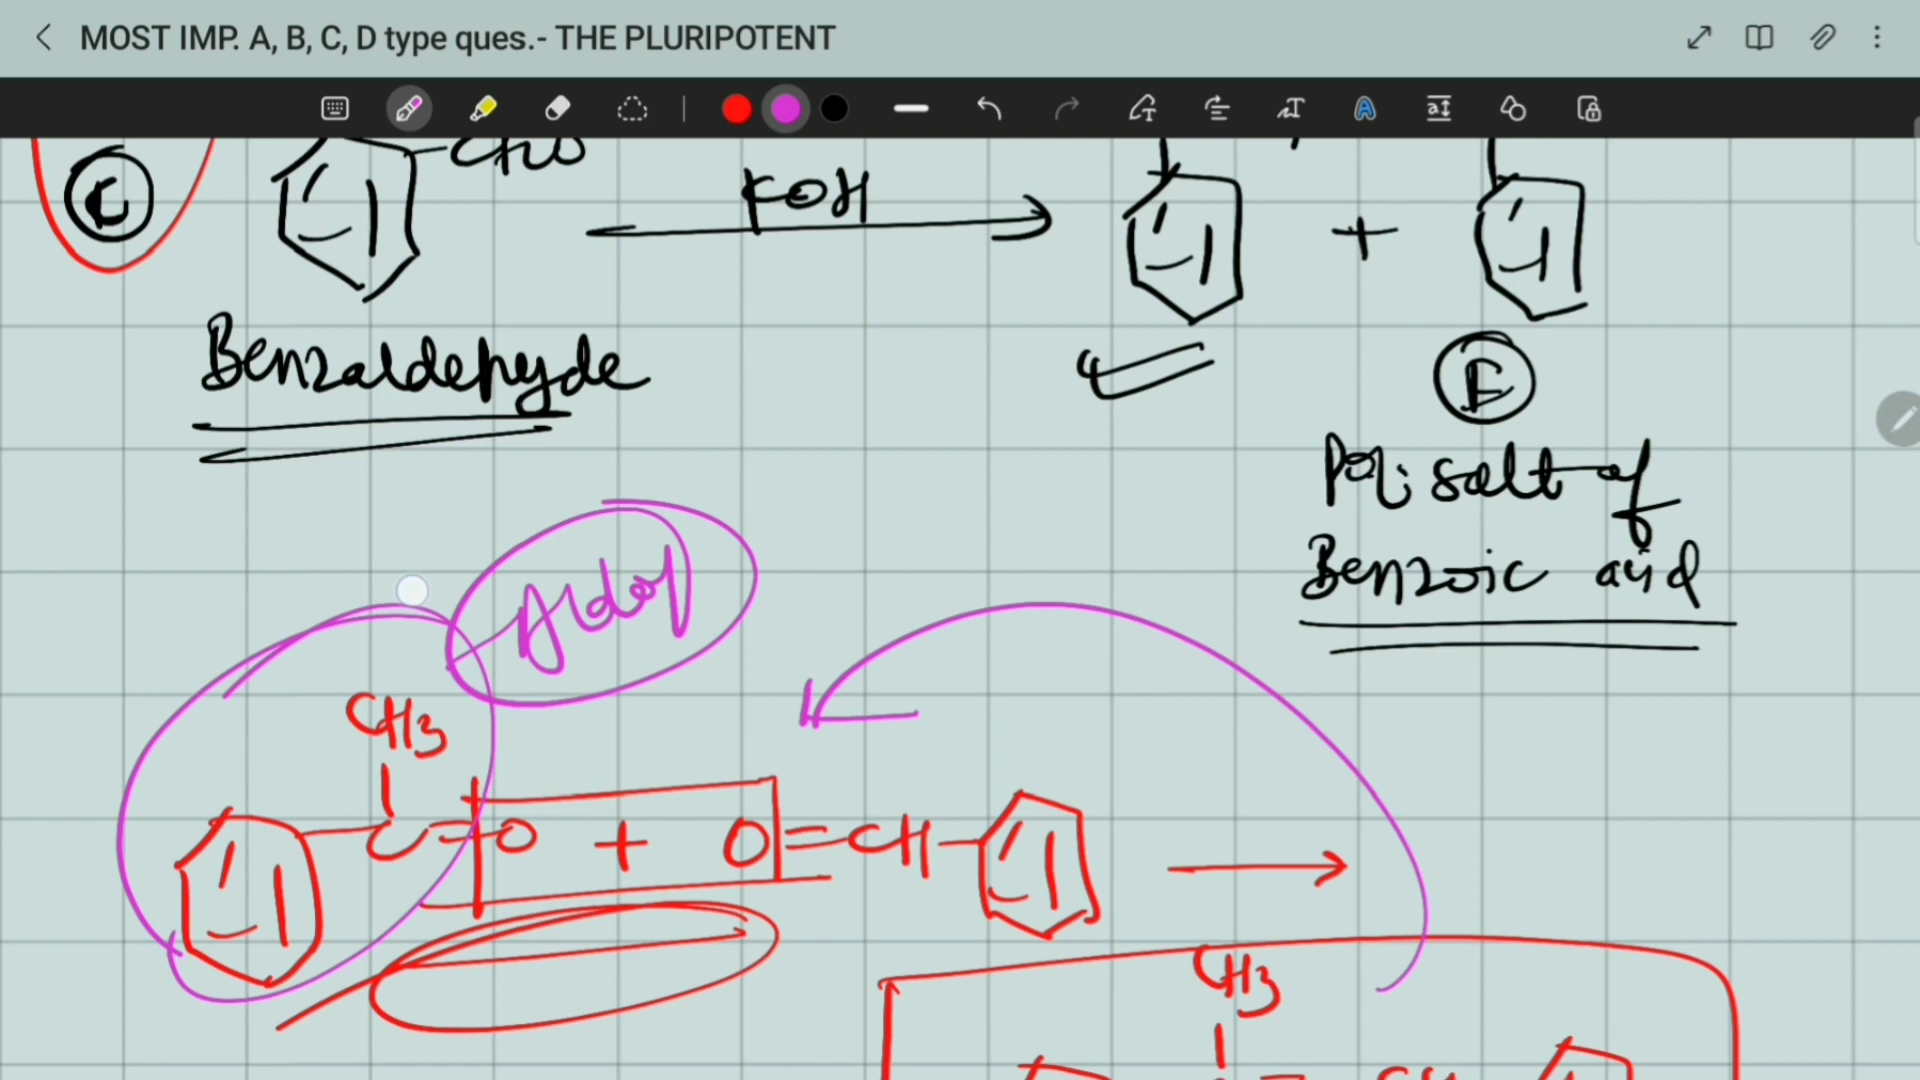 MOST IMP. A, B, C, D type ques.- THE PLURIPOTENT
C
CHO
KOH
+
Benzaldehyde
E
Pot. salt of
Benzoic acid
Aldol
CH3
C=O + O=CH
CH3